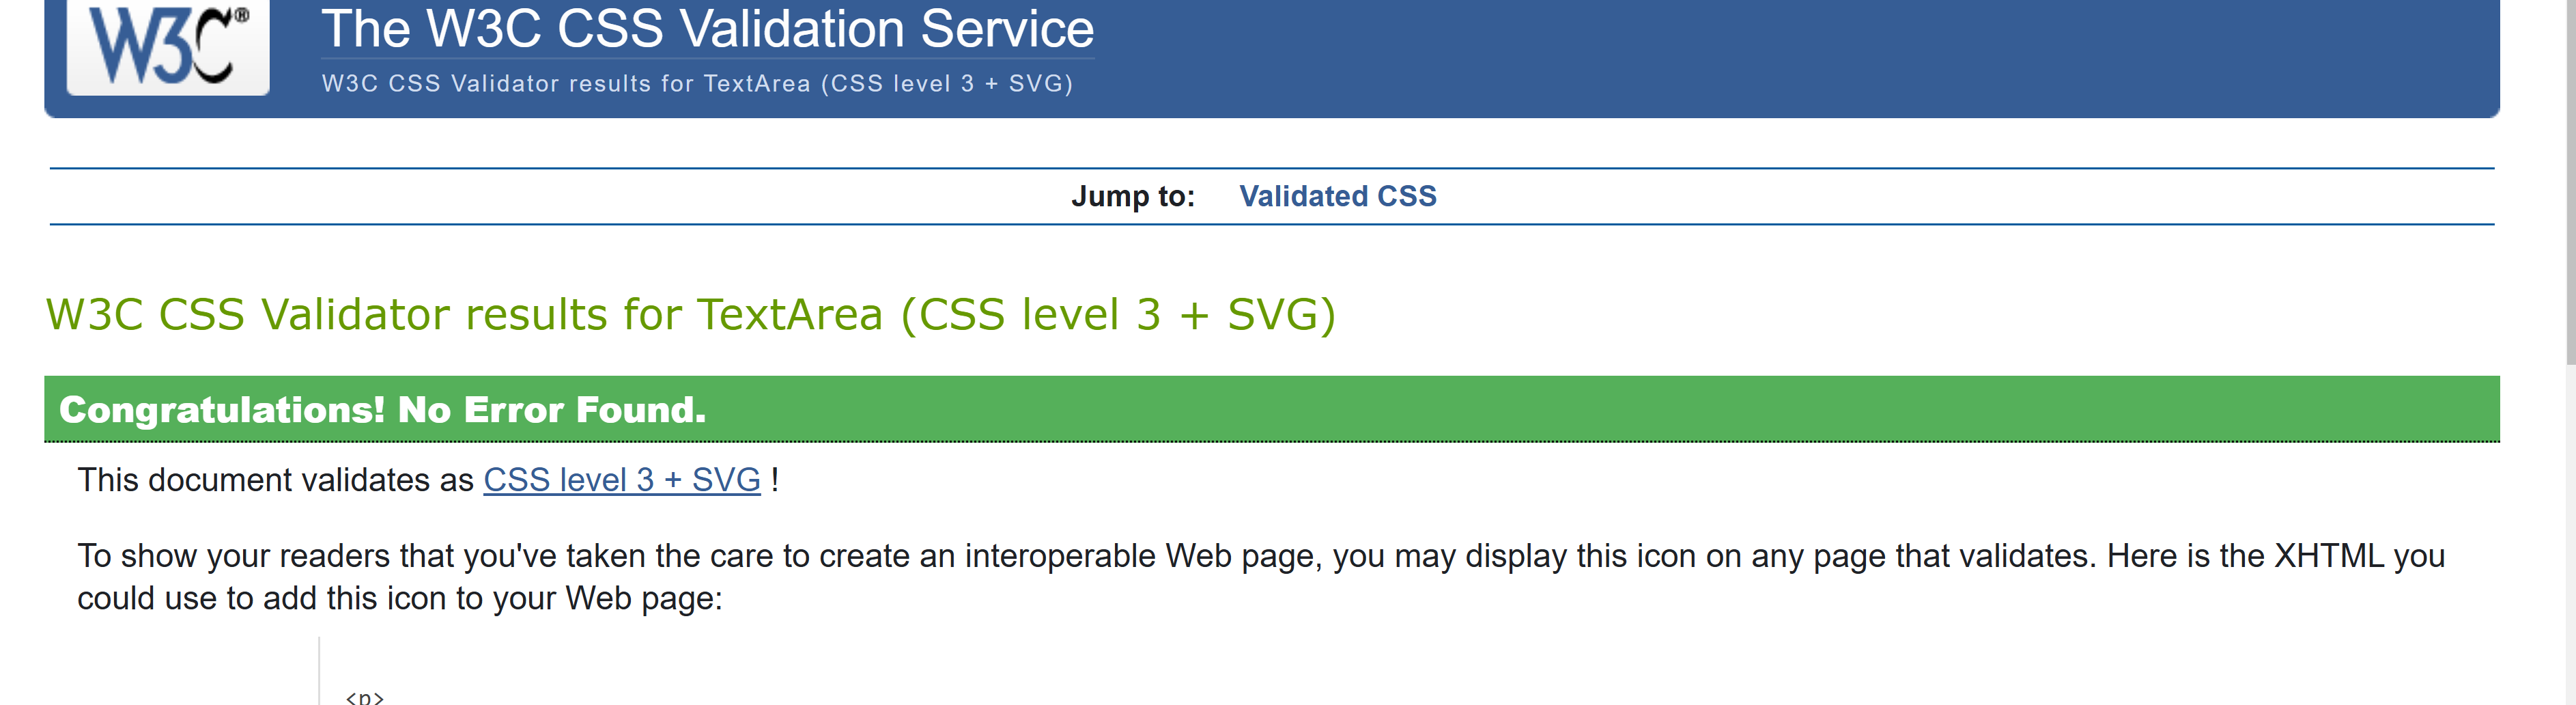 W3C®
The W3C CSS Validation Service
W3C CSS Validator results for TextArea (CSS level 3 + SVG)
Jump to: Validated CSS
W3C CSS Validator results for TextArea (CSS level 3 + SVG)
Congratulations! No Error Found.
This document validates as CSS level 3 + SVG !
To show your readers that you've taken the care to create an interoperable Web page, you may display this icon on any page that validates. Here is the XHTML you
could use to add this icon to your Web page:
<p>